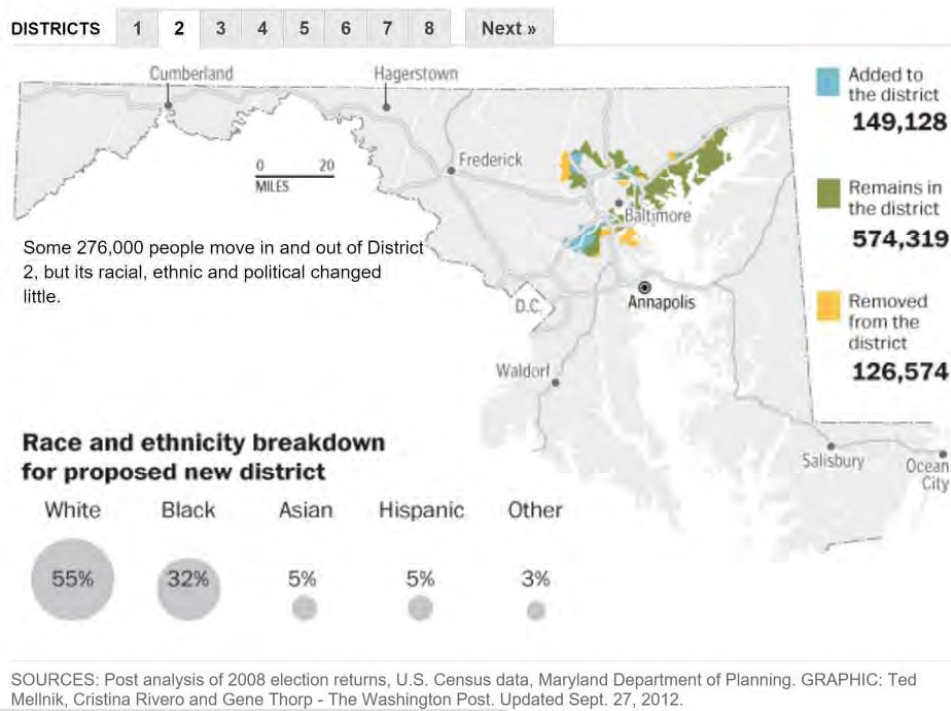 DISTRICTS 1 2 3 4 5 6 7 8 Next »
Cumberland
Hagerstown
Frederick
0 20
MILES
Baltimore
D.C.
Annapolis
Waldorf
Salisbury
Ocean
City
Added to
the district
149,128
Remains in
the district
574,319
Removed
from the
district
126,574
Some 276,000 people move in and out of District
2, but its racial, ethnic and political changed
little.
Race and ethnicity breakdown
for proposed new district
White Black Asian Hispanic Other
55% 32% 5% 5% 3%
SOURCES: Post analysis of 2008 election returns, U.S. Census data, Maryland Department of Planning. GRAPHIC: Ted
Mellnik, Cristina Rivero and Gene Thorp - The Washington Post. Updated Sept. 27, 2012.